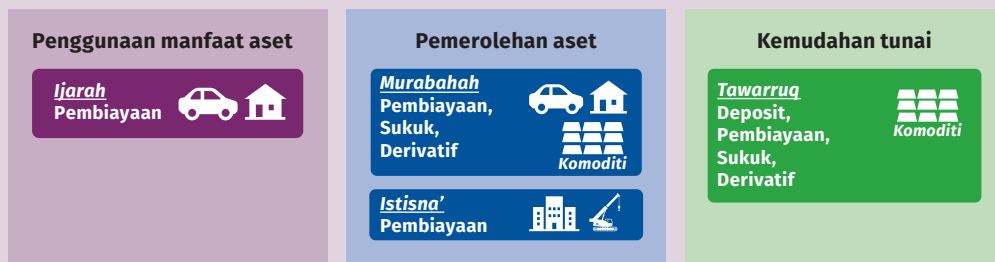 Penggunaan manfaat aset
Ijarah
Pembiayaan
Pemerolehan aset
Murabahah
Pembiayaan,
Sukuk,
Derivatif
Komoditi
Istisna'
Pembiayaan
Kemudahan tunai
Tawarruq
Deposit,
Pembiayaan,
Sukuk,
Derivatif
Komoditi